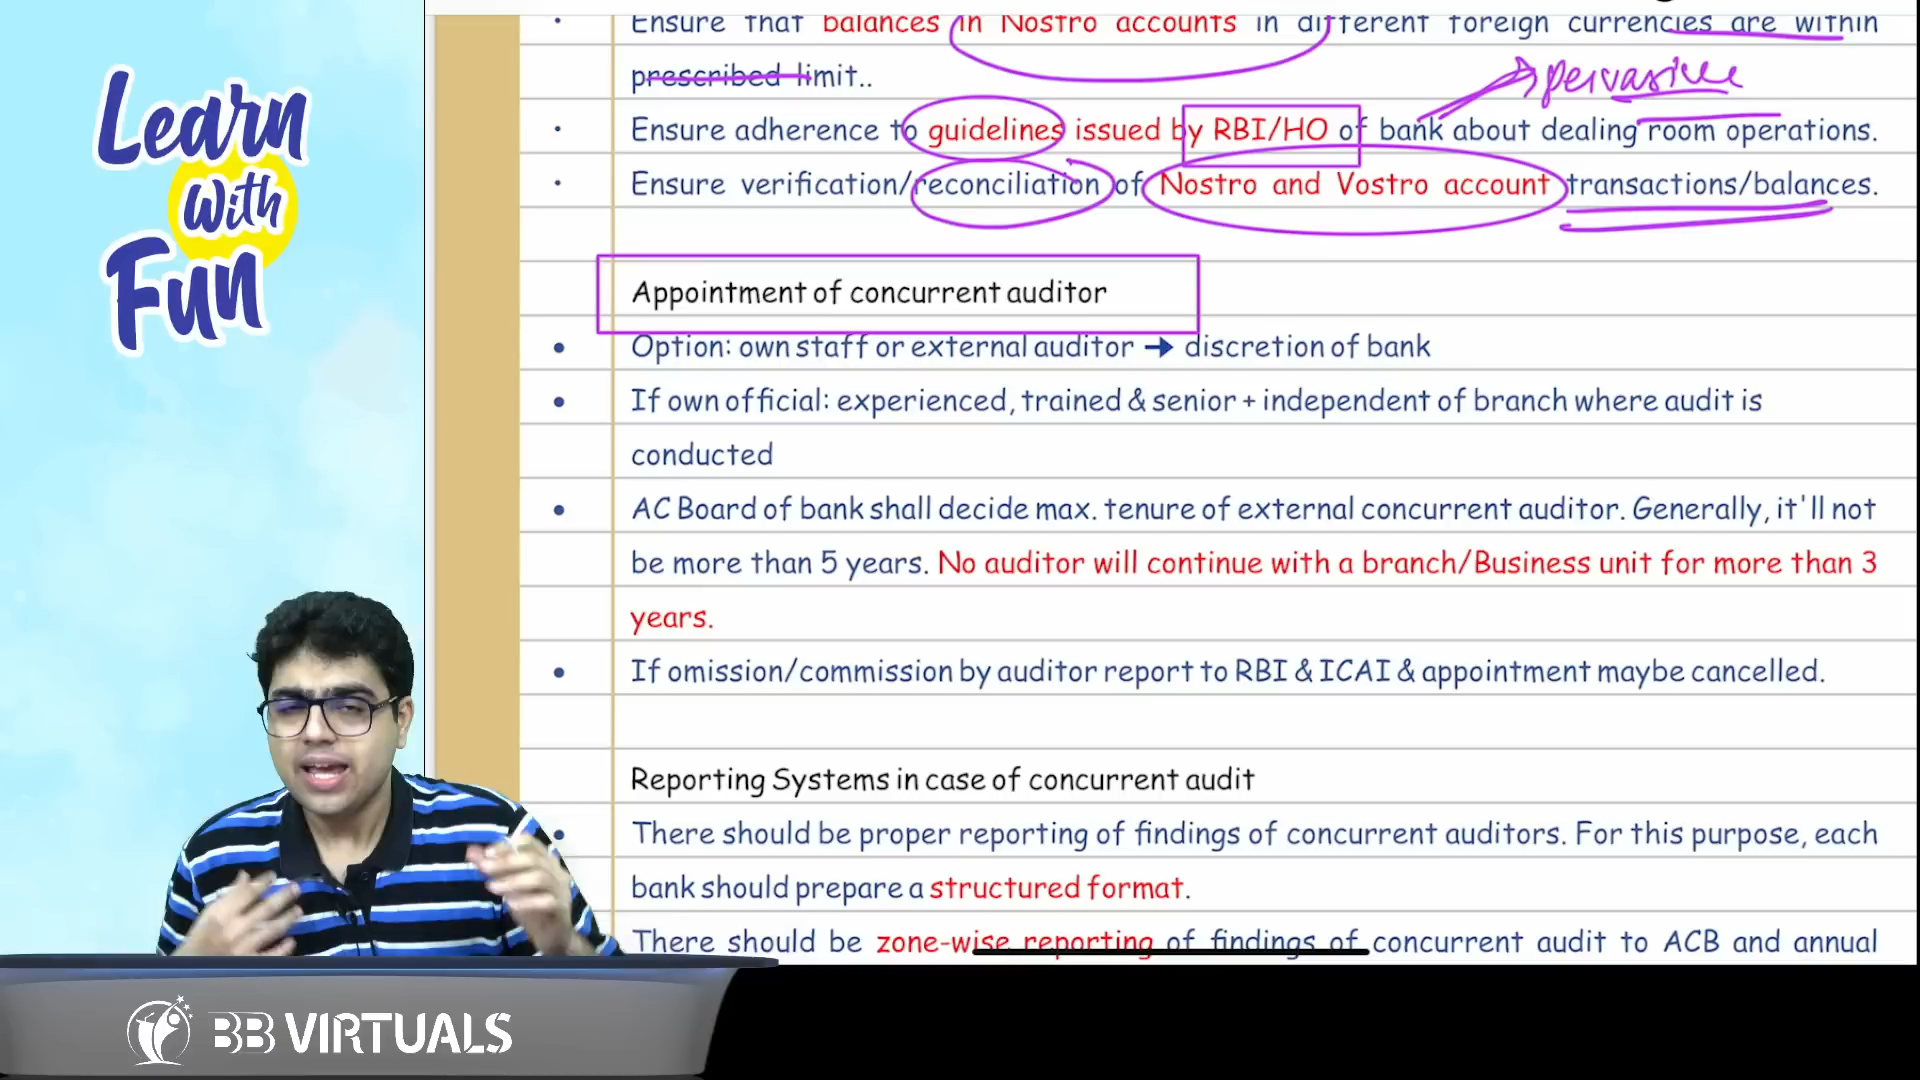 Learn
With
Fun
Ensure that balances in Nostro accounts in different foreign currencies are within
prescribed limit..
pervasive
Ensure adherence to guidelines issued by RBI/HO of bank about dealing room operations.
Ensure verification/reconciliation of Nostro and Vostro account transactions/balances.
Appointment of concurrent auditor
Option: own staff or external auditor → discretion of bank
If own official: experienced, trained & senior + independent of branch where audit is
conducted
AC Board of bank shall decide max. tenure of external concurrent auditor. Generally, it'll not
be more than 5 years. No auditor will continue with a branch/Business unit for more than 3
years.
If omission/commission by auditor report to RBI & ICAI & appointment maybe cancelled.
Reporting Systems in case of concurrent audit
There should be proper reporting of findings of concurrent auditors. For this purpose, each
bank should prepare a structured format.
There should be zone-wise reporting of findings of concurrent audit to ACB and annual
BB VIRTUALS